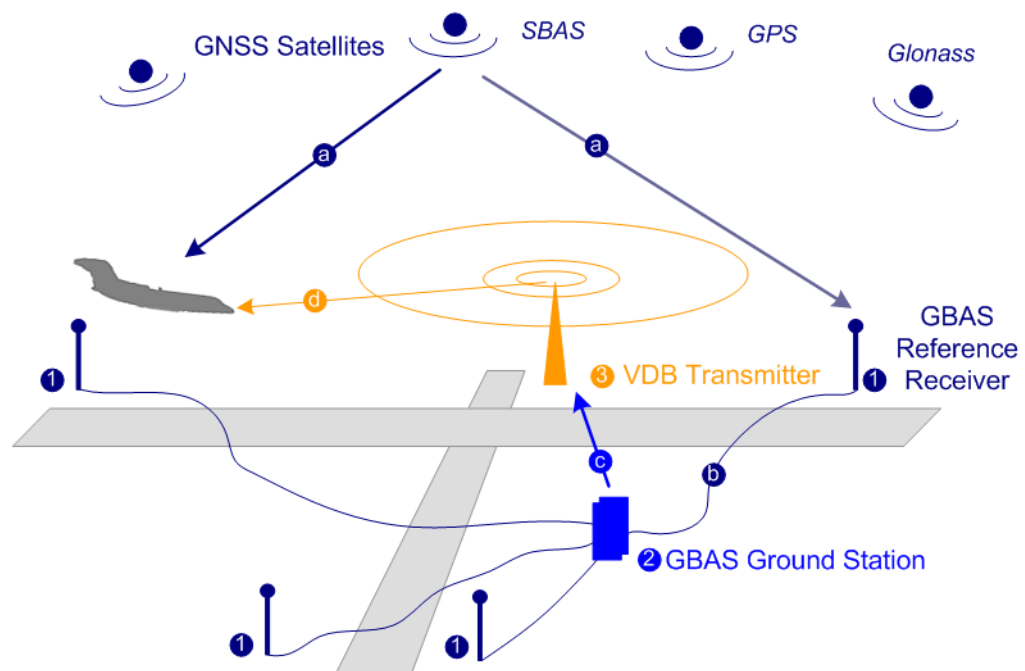 GNSS Satellites
SBAS
GPS
Glonass
a
a
d
GBAS
Reference
Receiver
1
1
3 VDB Transmitter
c
b
2 GBAS Ground Station
1
1